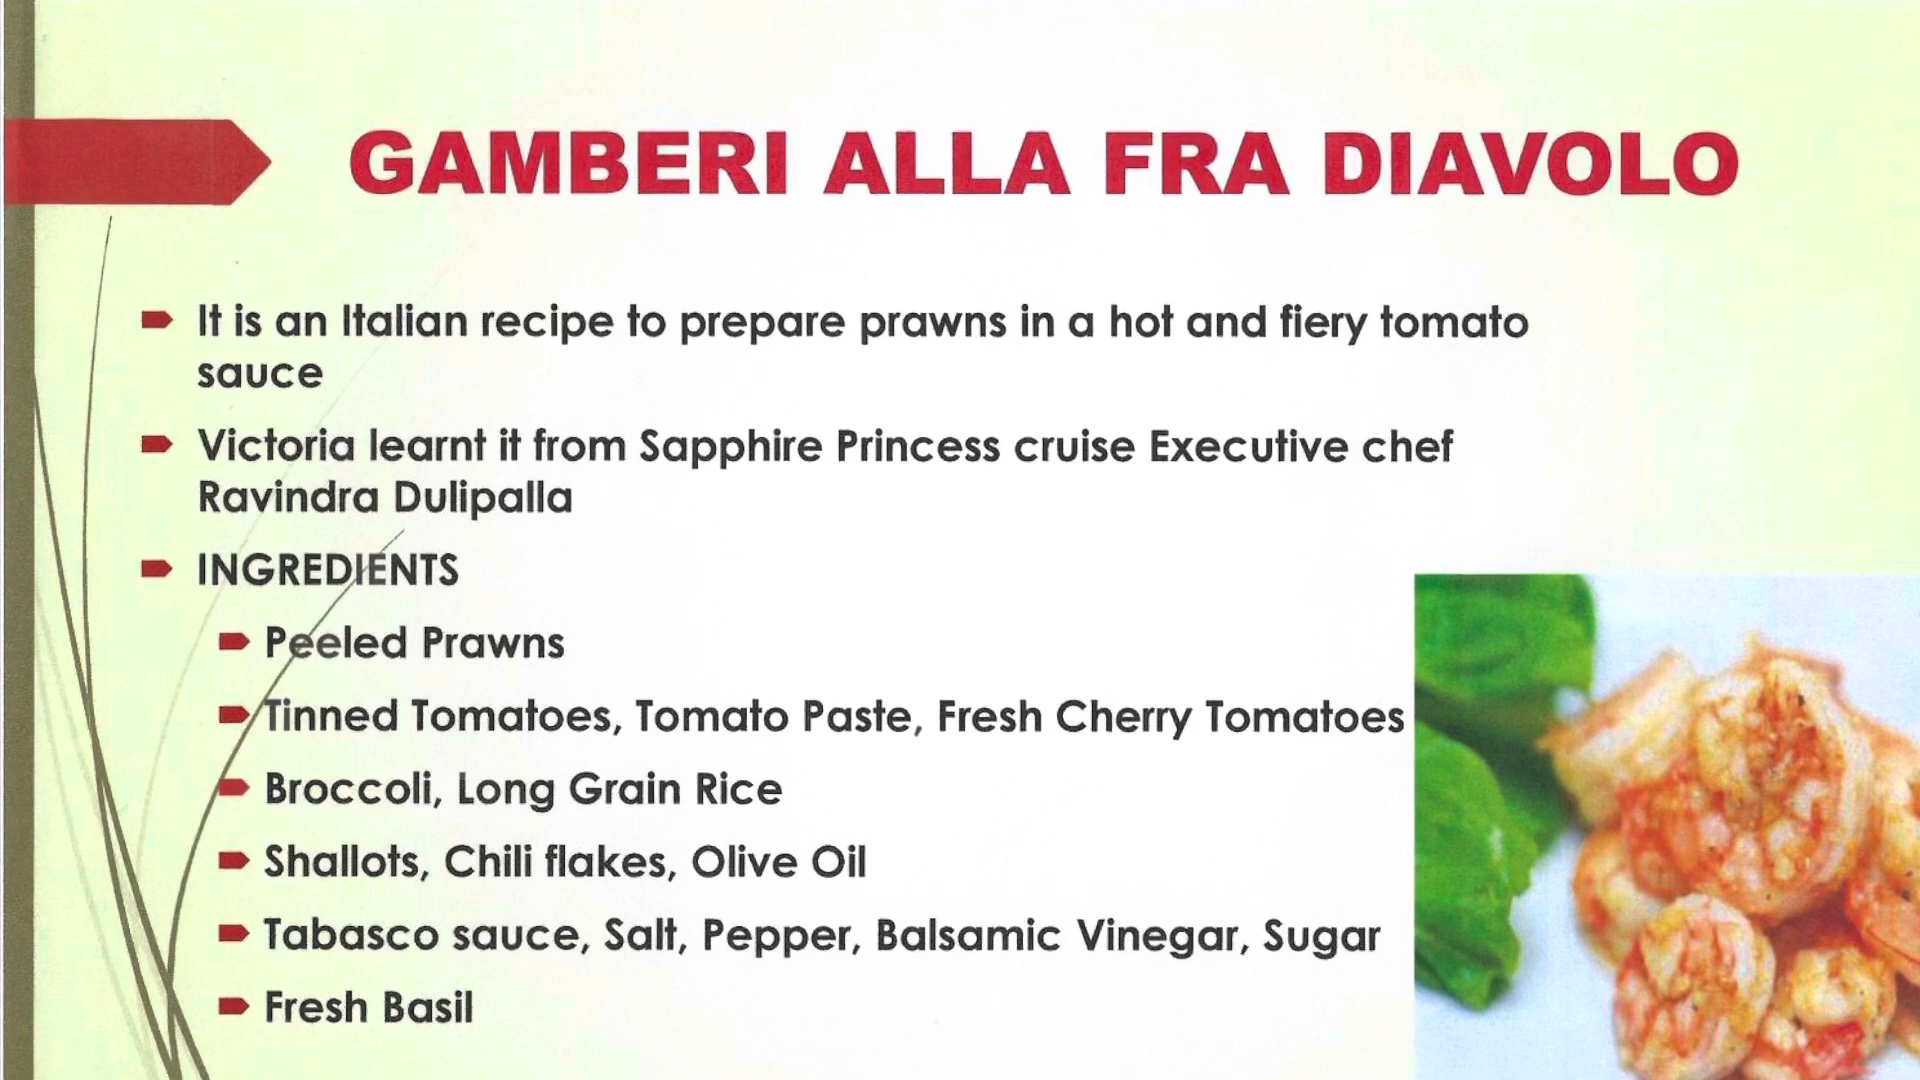 GAMBERI ALLA FRA DIAVOLO
It is an Italian recipe to prepare prawns in a hot and fiery tomato
sauce
Victoria learnt it from Sapphire Princess cruise Executive chef
Ravindra Dulipalla
INGREDIENTS
Peeled Prawns
Tinned Tomatoes, Tomato Paste, Fresh Cherry Tomatoes
Broccoli, Long Grain Rice
Shallots, Chili flakes, Olive Oil
Tabasco sauce, Salt, Pepper, Balsamic Vinegar, Sugar
Fresh Basil